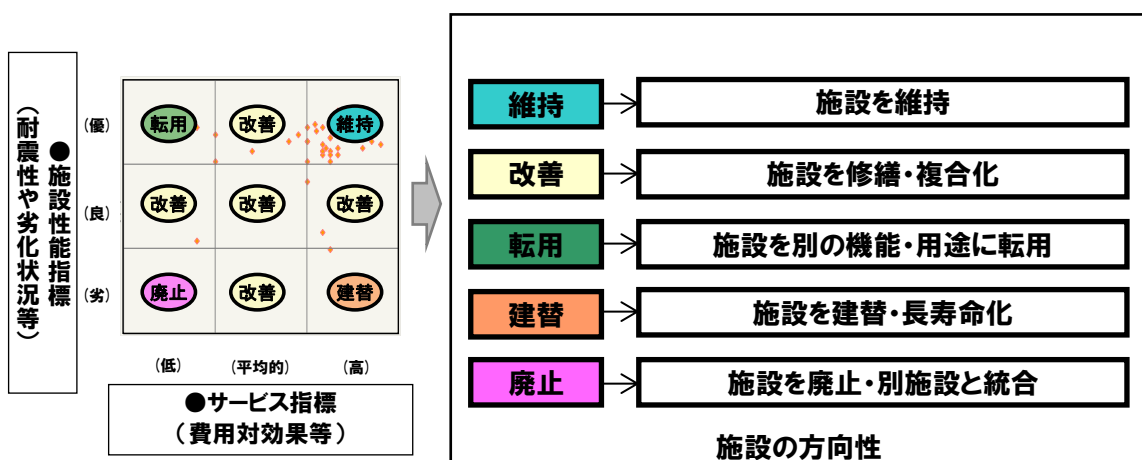 ●施設性能指標
（耐震性や劣化状況等）
（優）
転用
改善
維持
（良）
改善
改善
改善
（劣）
廃止
改善
建替
（低）
（平均的）
（高）
●サービス指標
（費用対効果等）
維持
施設を維持
改善
施設を修繕・複合化
転用
施設を別の機能・用途に転用
建替
施設を建替・長寿命化
廃止
施設を廃止・別施設と統合
施設の方向性